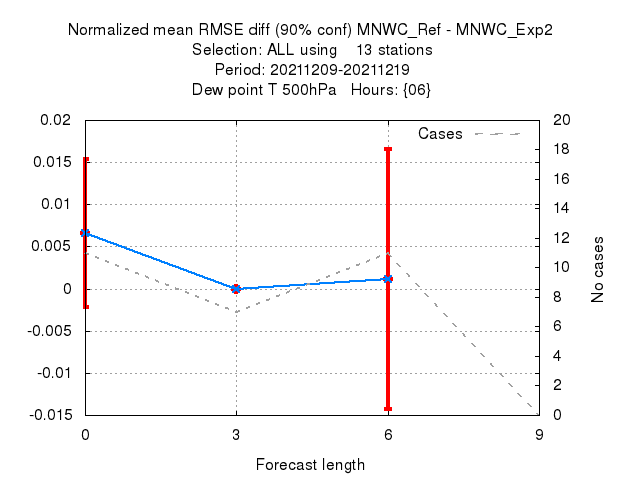 Normalized mean RMSE diff (90% conf) MNWC_Ref - MNWC_Exp2
Selection: ALL using    13 stations
Period: 20211209-20211219
Dew point T 500hPa   Hours: {06}
Cases
0.02
0.015
0.01
0.005
0
-0.005
-0.01
-0.015
20
18
16
14
12
10
8
6
4
2
0
No cases
0 3 6 9
Forecast length